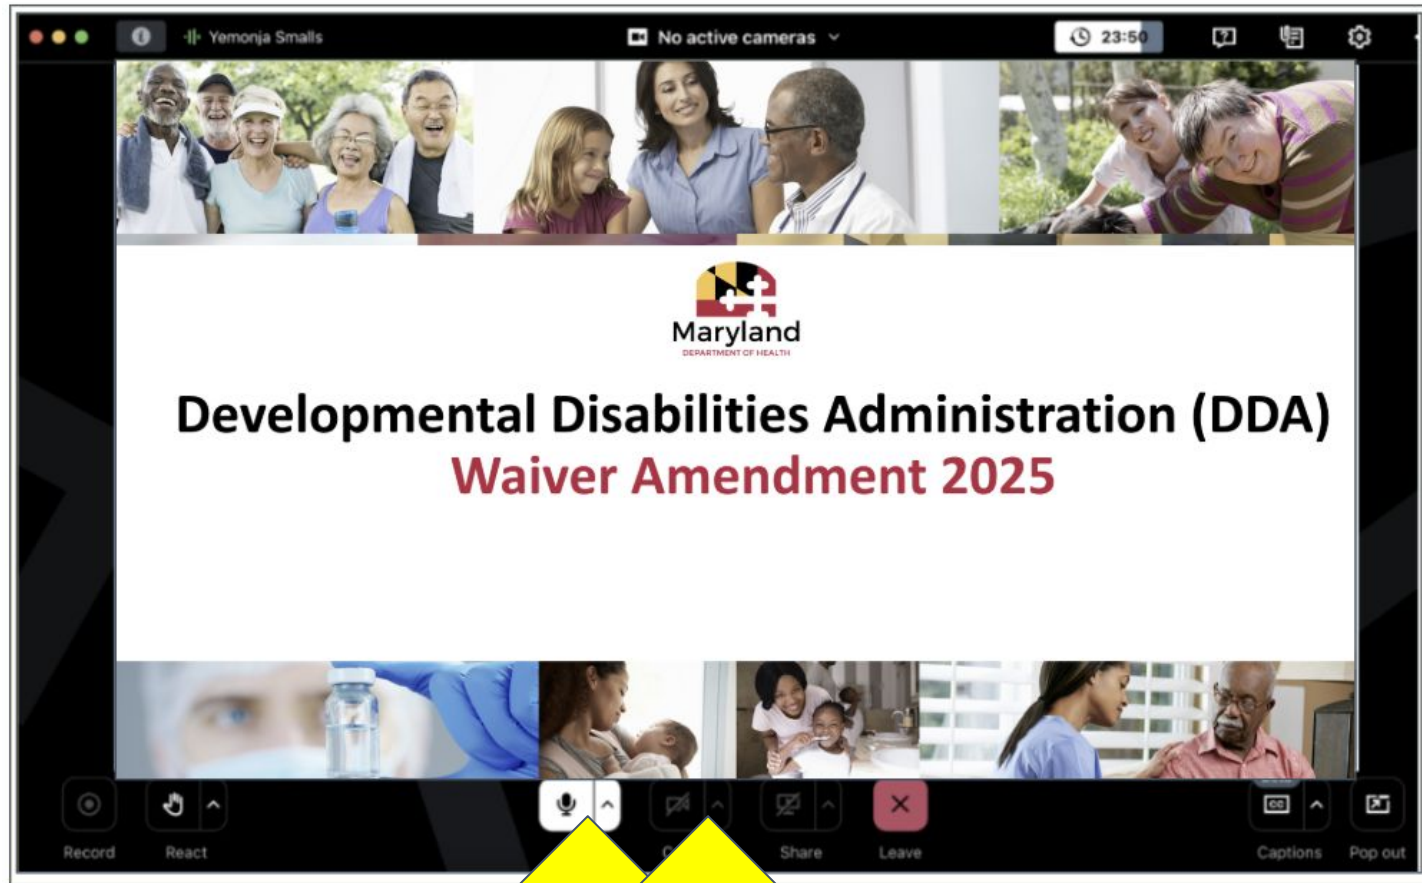 Yemonja Smalls
No active cameras
23:50
Maryland
DEPARTMENT OF HEALTH
Developmental Disabilities Administration (DDA)
Waiver Amendment 2025
Record
React
Share
Leave
CC
Captions
Pop out